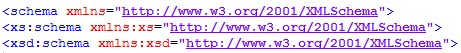 <schema xmlns="http://www.w3.org/2001/XMLSchema">
<xs:schema xmlns:xs="http://www.w3.org/2001/XMLSchema">
<xsd:schema xmlns:xsd="http://www.w3.org/2001/XMLSchema">